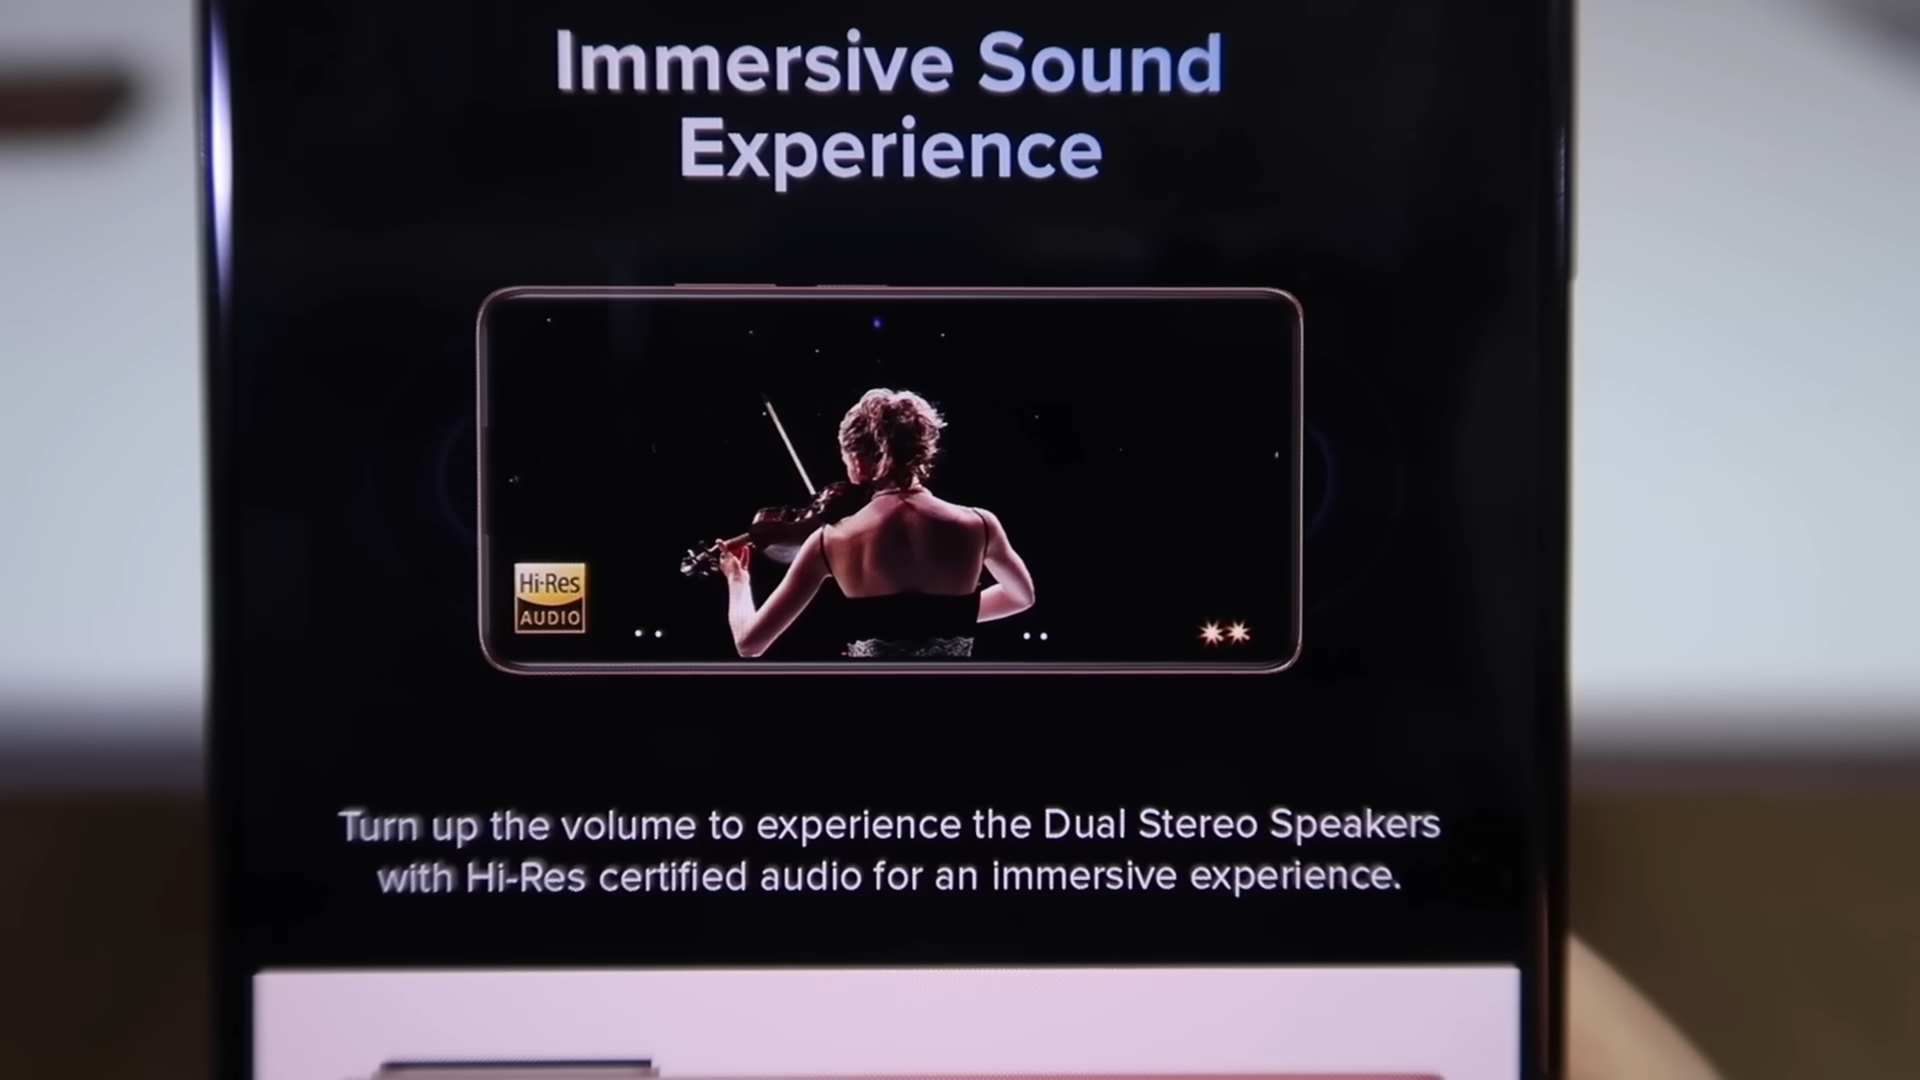 Immersive Sound
Experience
Hi-Res
AUDIO
Turn up the volume to experience the Dual Stereo Speakers
with Hi-Res certified audio for an immersive experience.